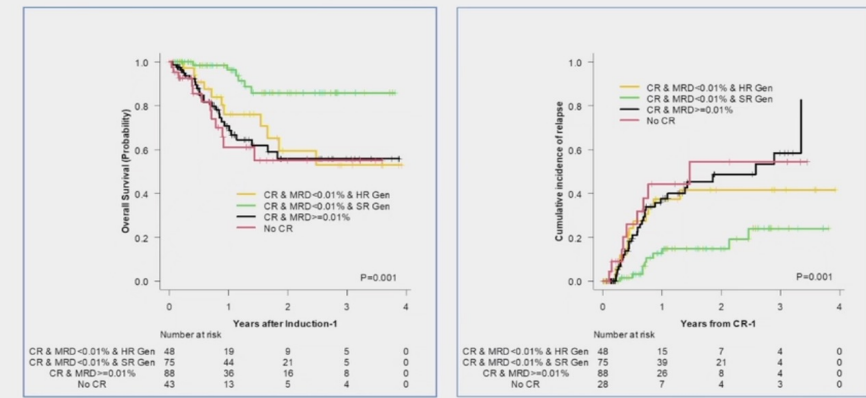 1.0
0.8
0.6
0.4
0.2
0.0
Overall Survival (Probability)
CR & MRD<0.01% & HR Gen
CR & MRD<0.01% & SR Gen
CR & MRD>=0.01%
No CR
P=0.001
0 1 2 3 4
Years after Induction-1
Number at risk
CR & MRD<0.01% & HR Gen 48 19 9 5 0
CR & MRD<0.01% & SR Gen 75 44 21 5 0
CR & MRD>=0.01% 88 36 16 8 0
No CR 43 13 5 4 0
1.0
0.8
0.6
0.4
0.2
0.0
Cumulative incidence of relapse
CR & MRD<0.01% & HR Gen
CR & MRD<0.01% & SR Gen
CR & MRD>=0.01%
No CR
P=0.001
0 1 2 3 4
Years from CR-1
Number at risk
CR & MRD<0.01% & HR Gen 48 15 7 4 0
CR & MRD<0.01% & SR Gen 75 39 21 4 0
CR & MRD>=0.01% 88 26 8 4 0
No CR 28 7 4 3 0